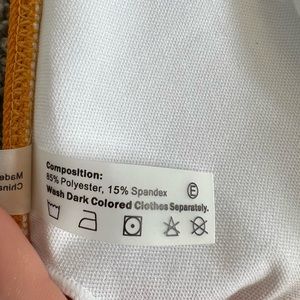 Composition:
85% Polyester, 15% Spandex
Ⓔ
Wash Dark Colored Clothes Separately.
Made
China